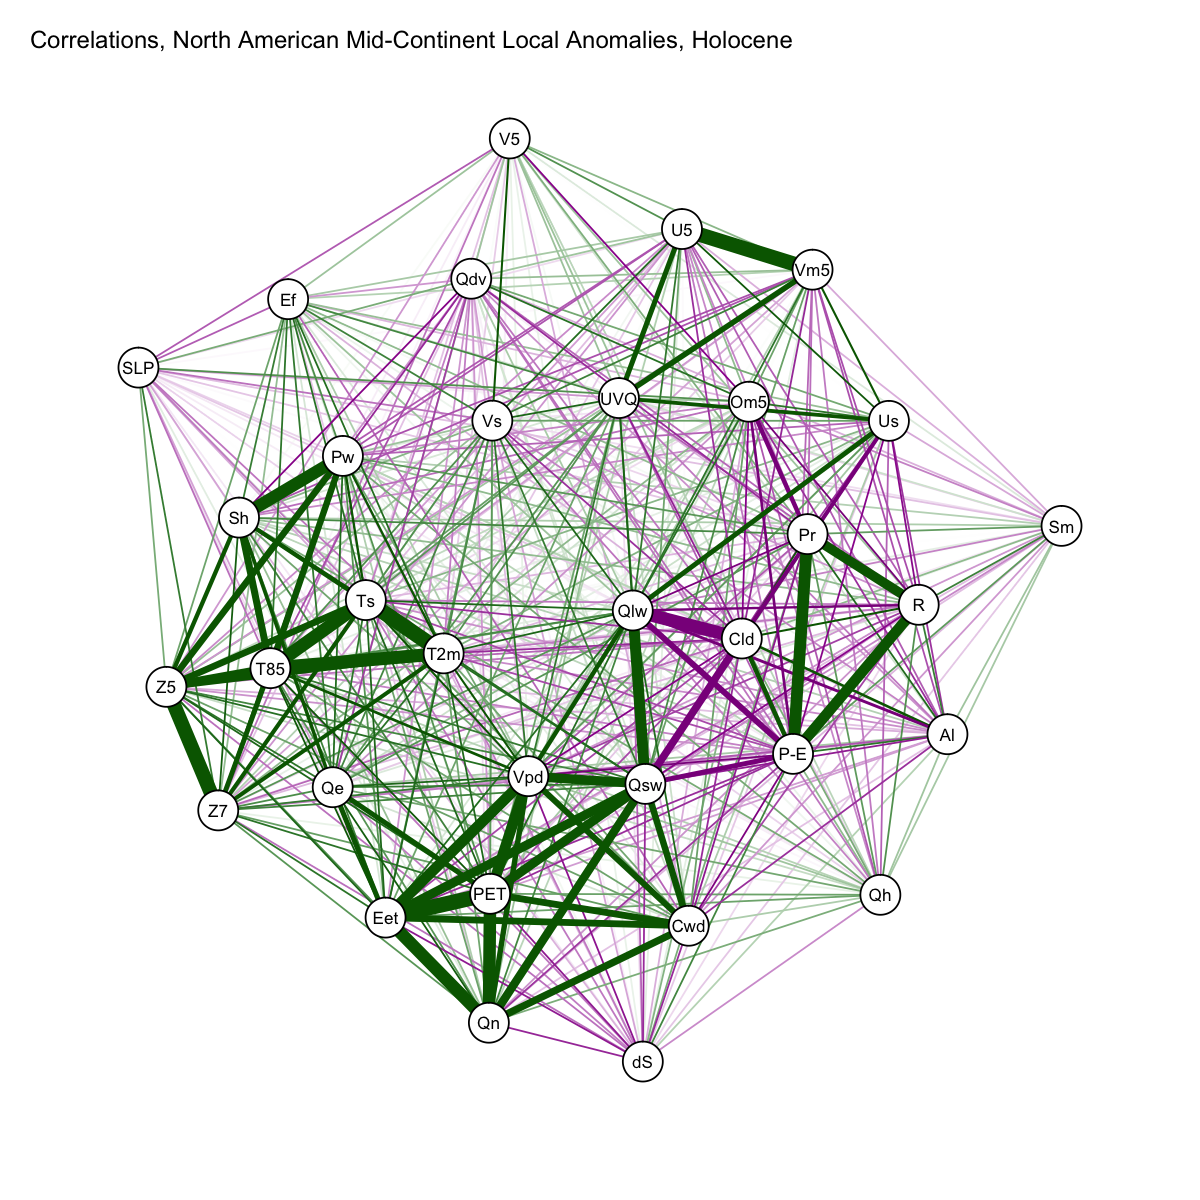 Correlations, North American Mid-Continent Local Anomalies, Holocene
V5
U5
Vm5
Qdv
Ef
SLP
UVQ
Om5
Vs
Us
Pw
Sh
Sm
Pr
Ts
Qlw
R
Cld
T2m
T85
Z5
Al
P-E
Vpd
Qsw
Qe
Z7
PET
Qh
Eet
Cwd
Qn
dS